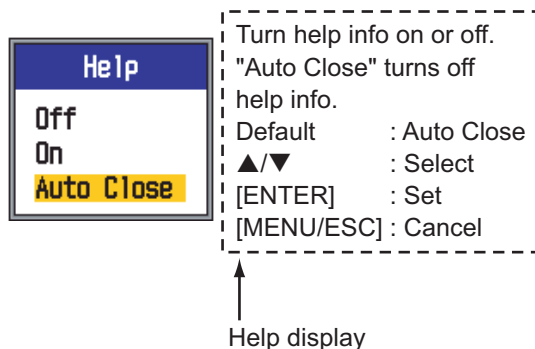 Help
Off
On
Auto Close
Turn help info on or off.
"Auto Close" turns off
help info.
Default : Auto Close
▲/▼ : Select
[ENTER] : Set
[MENU/ESC] : Cancel
Help display